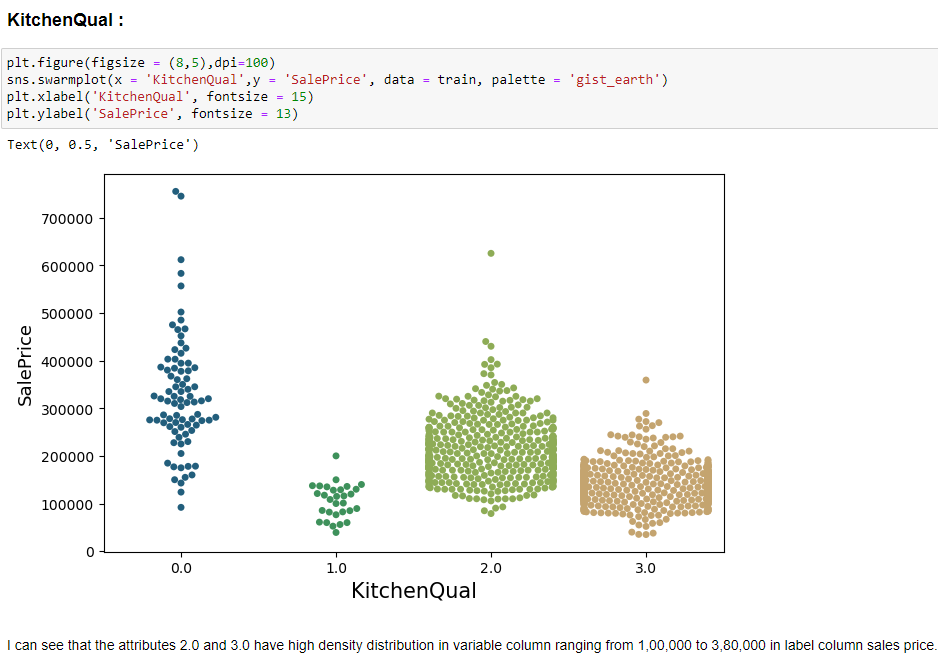 KitchenQual :
plt.figure(figsize = (8,5),dpi=100)
sns.swarmplot(x = 'KitchenQual',y = 'SalePrice', data = train, palette = 'gist_earth')
plt.xlabel('KitchenQual', fontsize = 15)
plt.ylabel('SalePrice', fontsize = 13)
Text(0, 0.5, 'SalePrice')
700000
600000
500000
400000
300000
200000
100000
0
SalePrice
0.0 1.0 2.0 3.0
KitchenQual
I can see that the attributes 2.0 and 3.0 have high density distribution in variable column ranging from 1,00,000 to 3,80,000 in label column sales price.